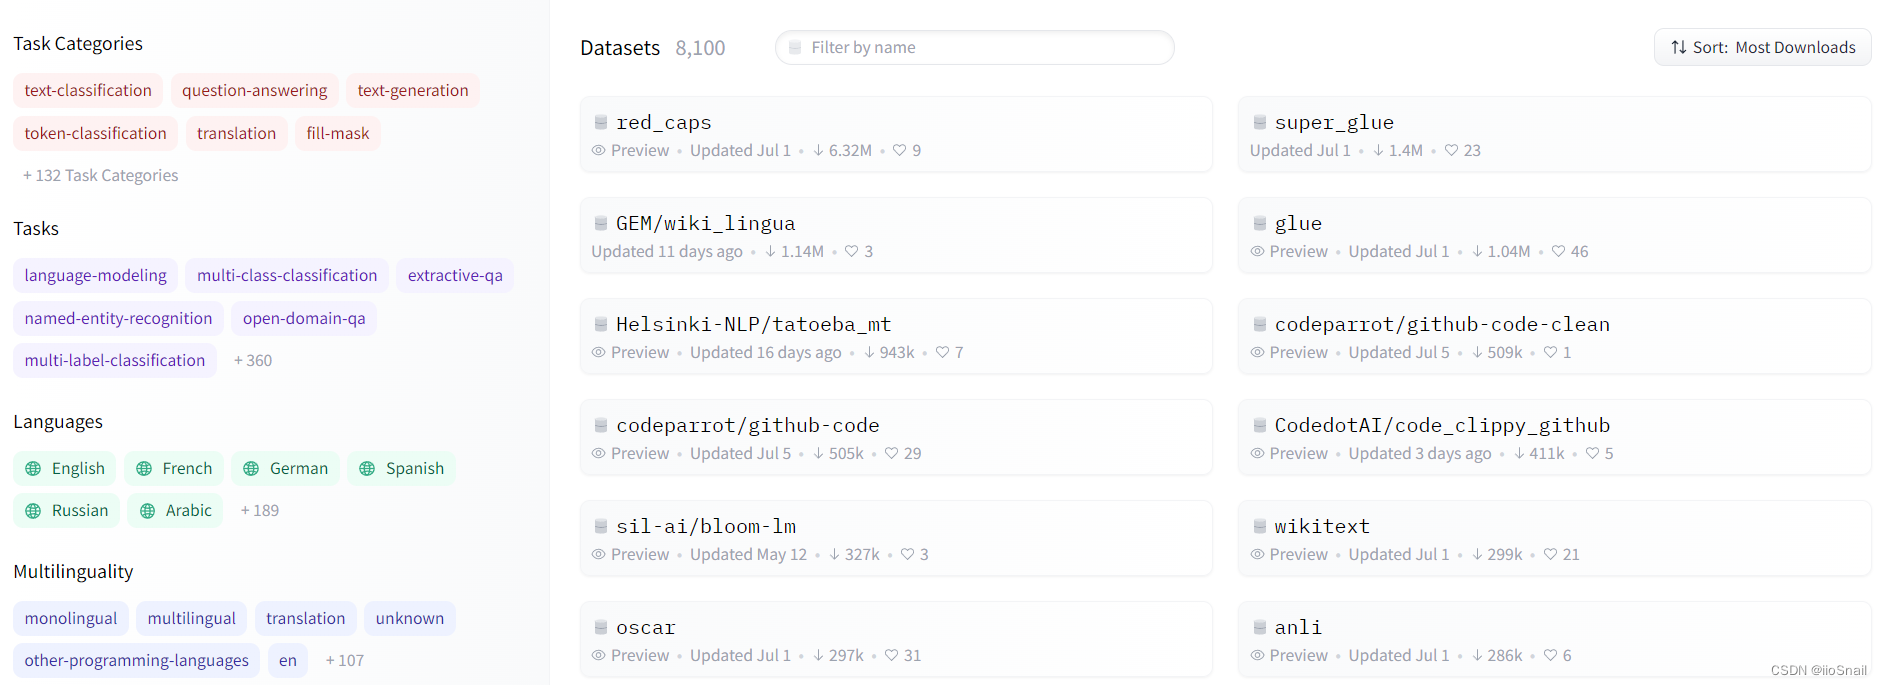 Task Categories
text-classification question-answering text-generation
token-classification translation fill-mask
+ 132 Task Categories
Tasks
language-modeling multi-class-classification extractive-qa
named-entity-recognition open-domain-qa
multi-label-classification + 360
Languages
English French German Spanish
Russian Arabic + 189
Multilinguality
monolingual multilingual translation unknown
other-programming-languages en + 107
Datasets 8,100 Filter by name Sort: Most Downloads
red_caps
Preview • Updated Jul 1 • ↓ 6.32M • ♡ 9
super_glue
Updated Jul 1 • ↓ 1.4M • ♡ 23
GEM/wiki_lingua
Updated 11 days ago • ↓ 1.14M • ♡ 3
glue
Preview • Updated Jul 1 • ↓ 1.04M • ♡ 46
Helsinki-NLP/tatoeba_mt
Preview • Updated 16 days ago • ↓ 943k • ♡ 7
codeparrot/github-code-clean
Preview • Updated Jul 5 • ↓ 509k • ♡ 1
codeparrot/github-code
Preview • Updated Jul 5 • ↓ 505k • ♡ 29
CodedotAI/code_clippy_github
Preview • Updated 3 days ago • ↓ 411k • ♡ 5
sil-ai/bloom-lm
Preview • Updated May 12 • ↓ 327k • ♡ 3
wikitext
Preview • Updated Jul 1 • ↓ 299k • ♡ 21
oscar
Preview • Updated Jul 1 • ↓ 297k • ♡ 31
anli
Preview • Updated Jul 1 • ↓ 286k • ♡ 6
CSDN @iioSnail